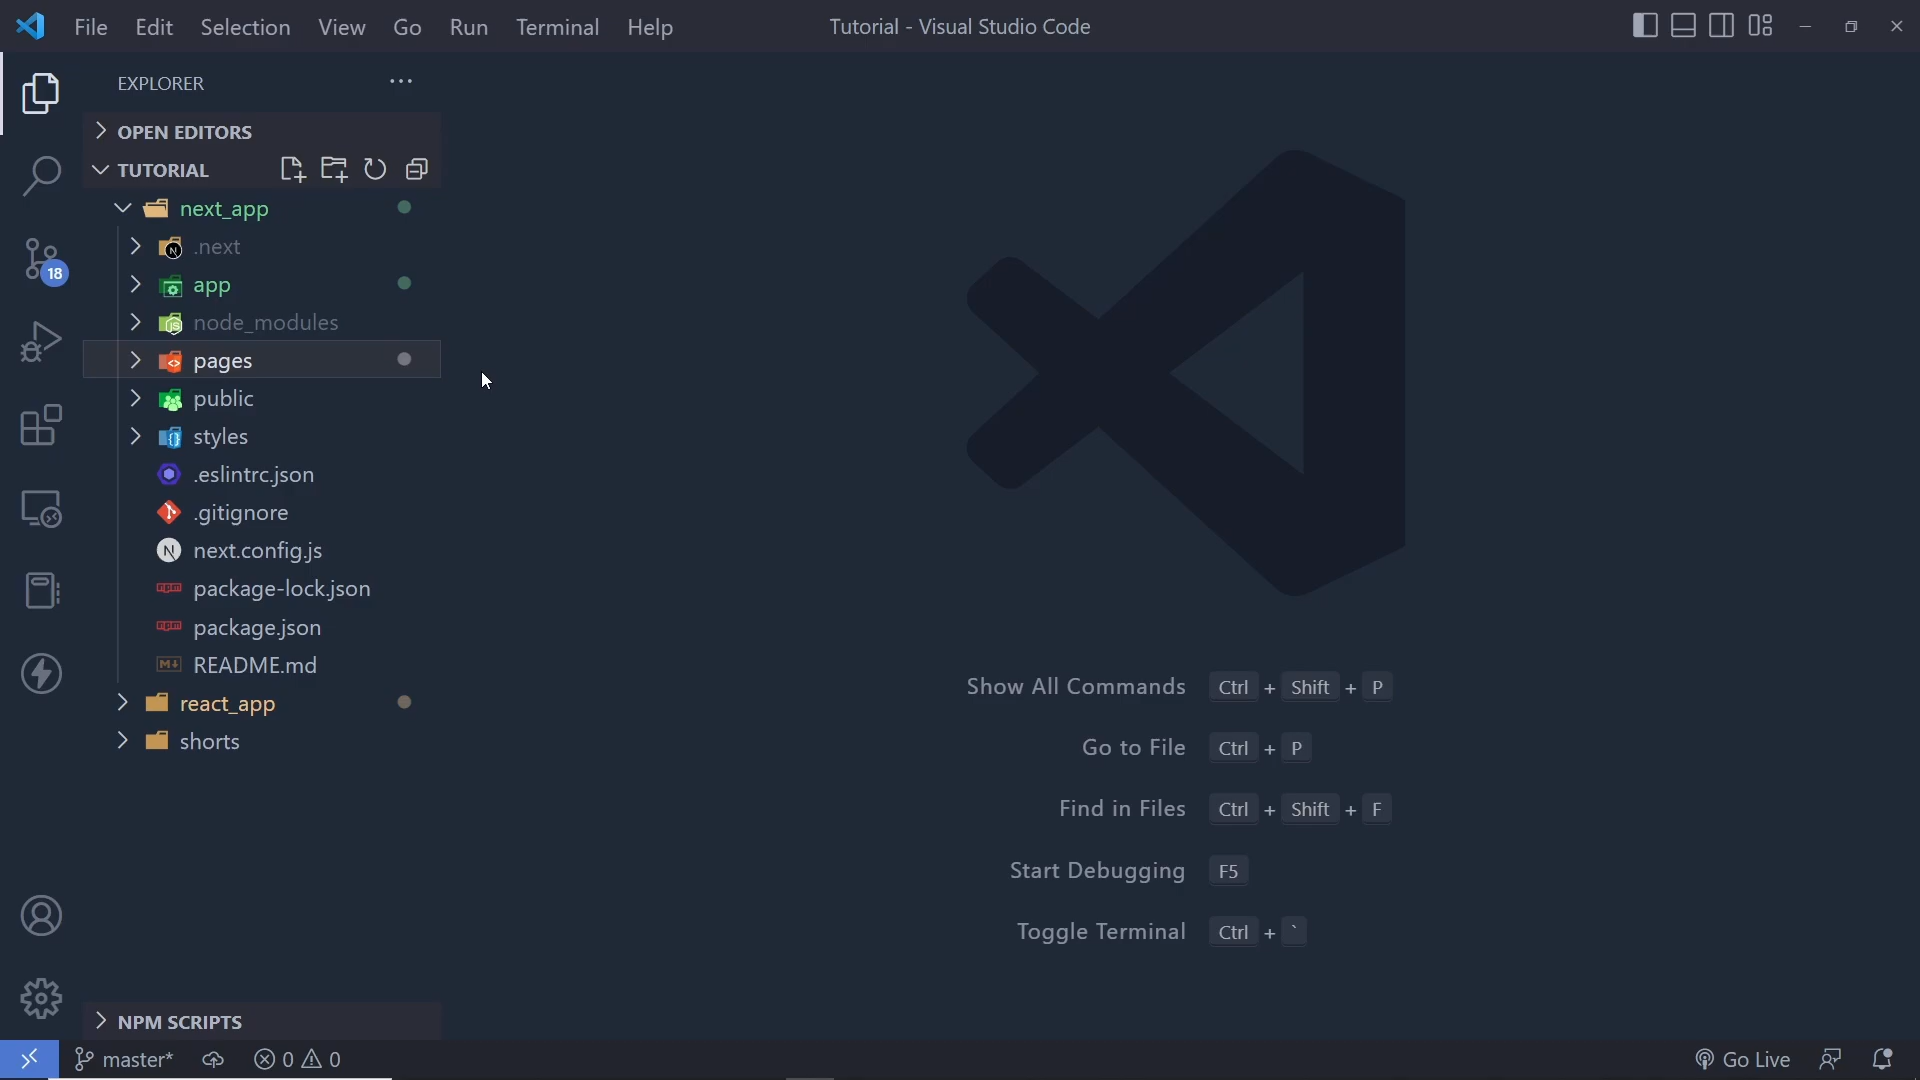 File Edit Selection View Go Run Terminal Help
Tutorial - Visual Studio Code
EXPLORER
OPEN EDITORS
TUTORIAL
next_app
.next
app
node_modules
pages
public
styles
.eslintrc.json
.gitignore
next.config.js
package-lock.json
package.json
README.md
react_app
shorts
18
Show All Commands Ctrl + Shift + P
Go to File Ctrl + P
Find in Files Ctrl + Shift + F
Start Debugging F5
Toggle Terminal Ctrl + `
NPM SCRIPTS
master* 0 0
Go Live